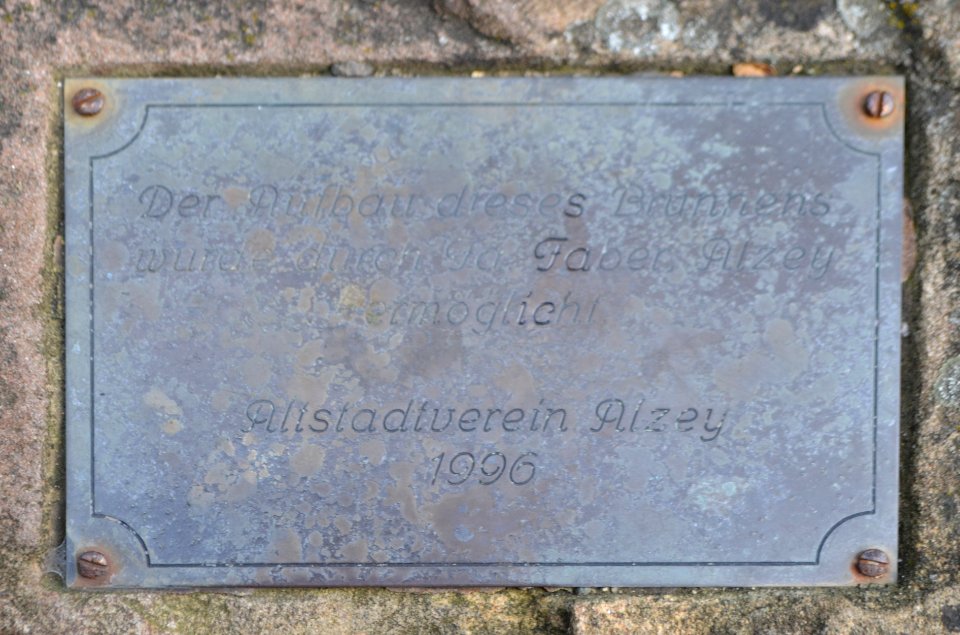 Der Aufbau dieses Brunnens
wurde durch Fa. Faber, Alzey
ermöglicht
Altstadtverein Alzey
1996